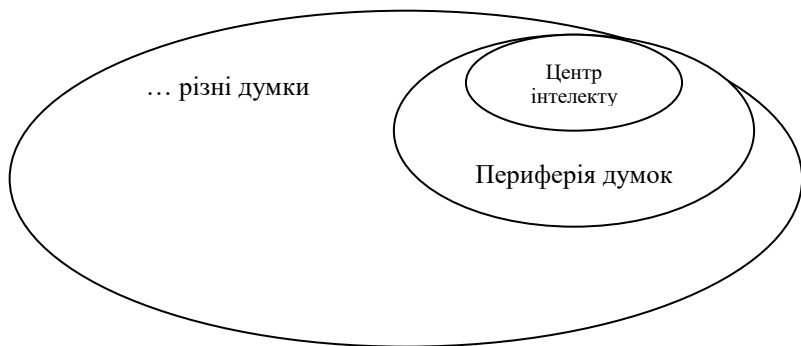 … різні думки
Центр
інтелекту
Периферія думок